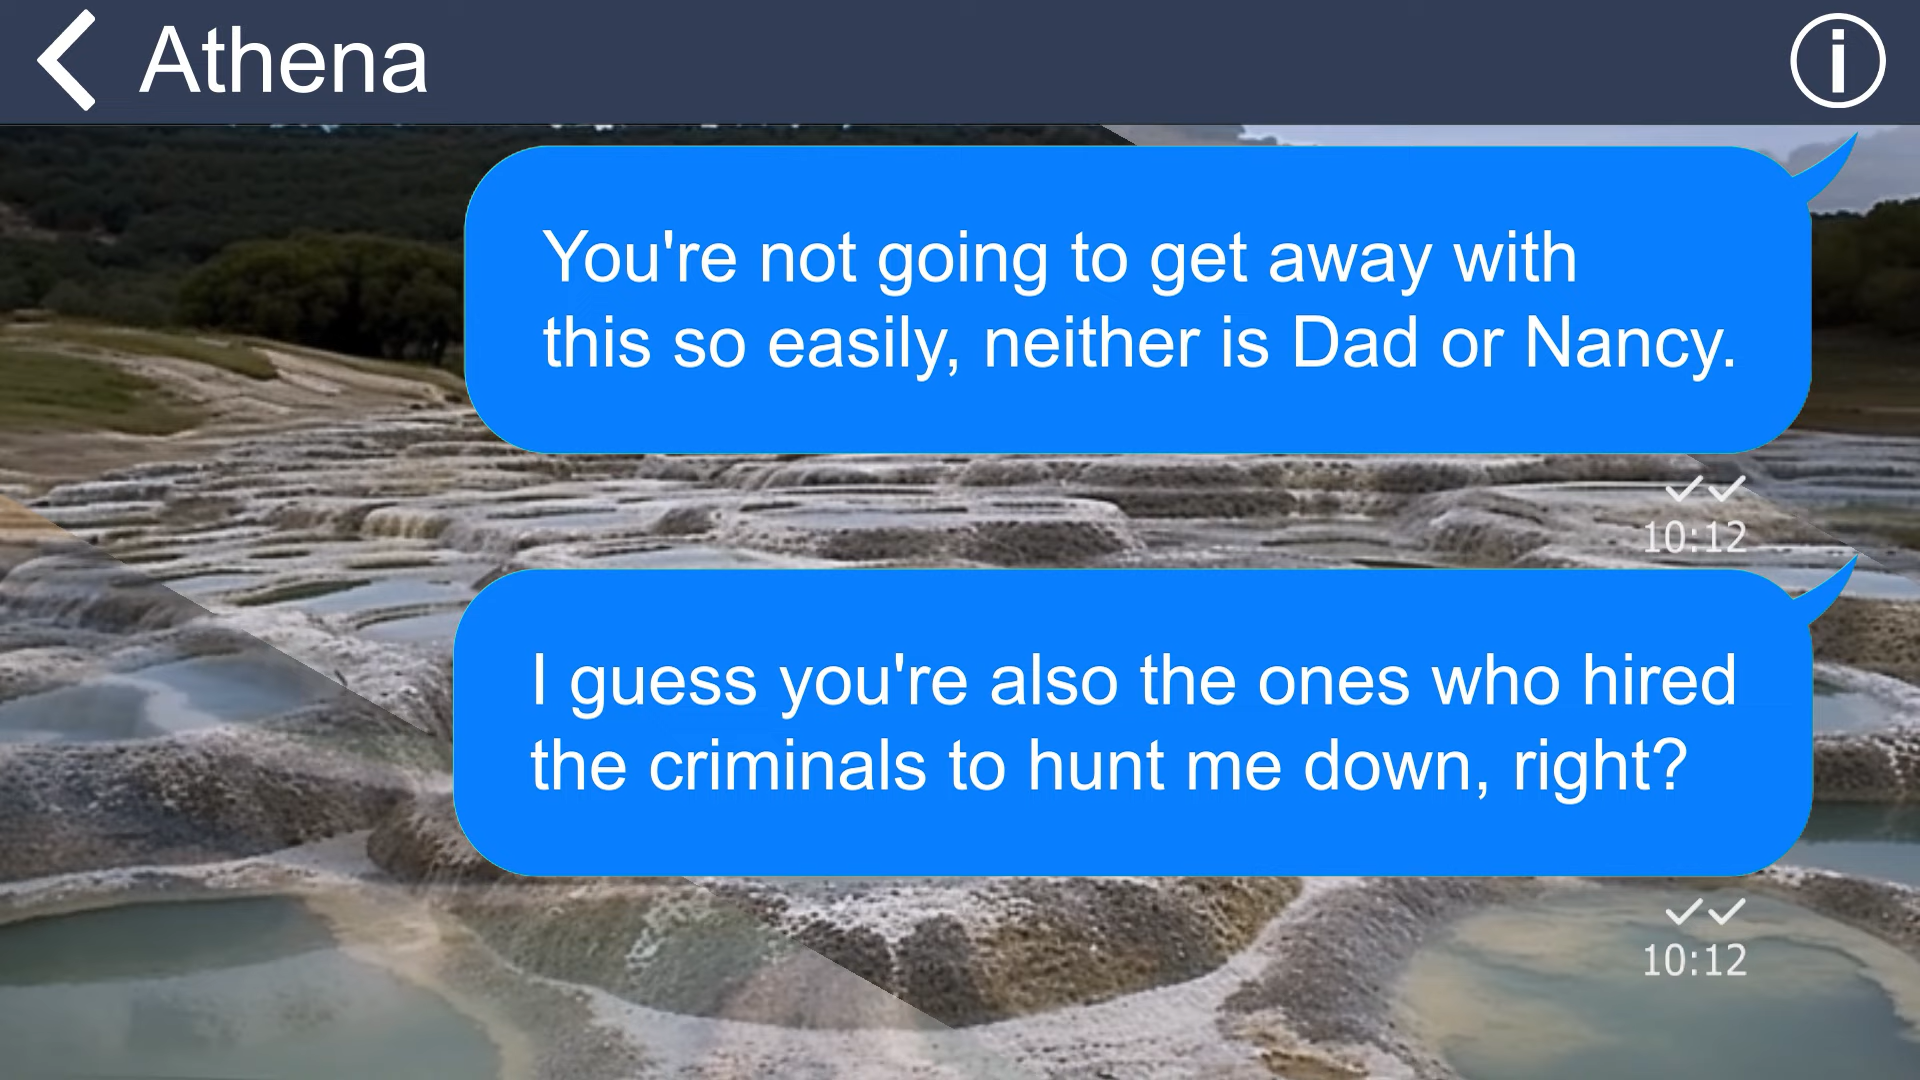 Athena
You're not going to get away with
this so easily, neither is Dad or Nancy.
10:12
I guess you're also the ones who hired
the criminals to hunt me down, right?
10:12